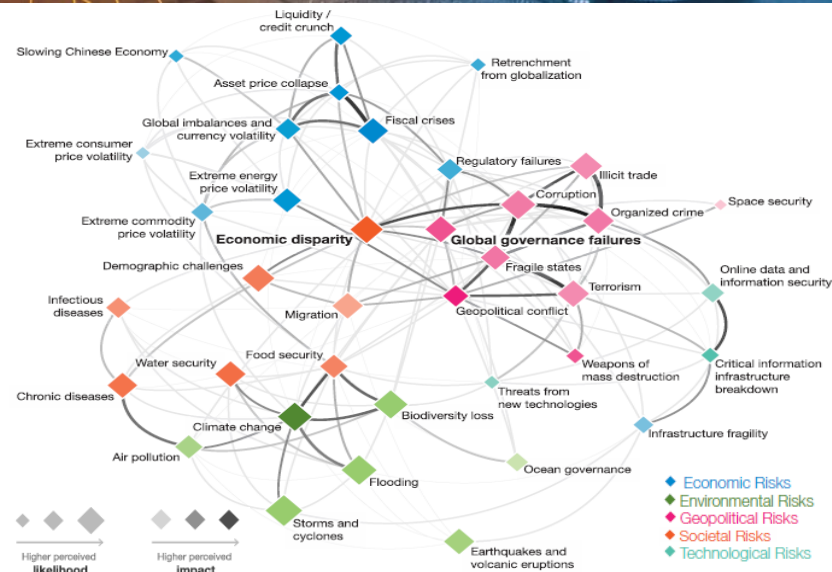 Liquidity /
credit crunch
Slowing Chinese Economy
Retrenchment
from globalization
Asset price collapse
Global imbalances and
currency volatility
Fiscal crises
Extreme consumer
price volatility
Regulatory failures
Illicit trade
Extreme energy
price volatility
Corruption
Space security
Extreme commodity
price volatility
Organized crime
Economic disparity
Global governance failures
Fragile states
Demographic challenges
Online data and
information security
Terrorism
Infectious
diseases
Migration
Geopolitical conflict
Water security
Food security
Weapons of
mass destruction
Critical information
infrastructure
breakdown
Chronic diseases
Threats from
new technologies
Biodiversity loss
Climate change
Infrastructure fragility
Air pollution
Ocean governance
Flooding
Storms and
cyclones
Earthquakes and
volcanic eruptions
Economic Risks
Environmental Risks
Geopolitical Risks
Societal Risks
Technological Risks
Higher perceived
likelihood
Higher perceived
impact